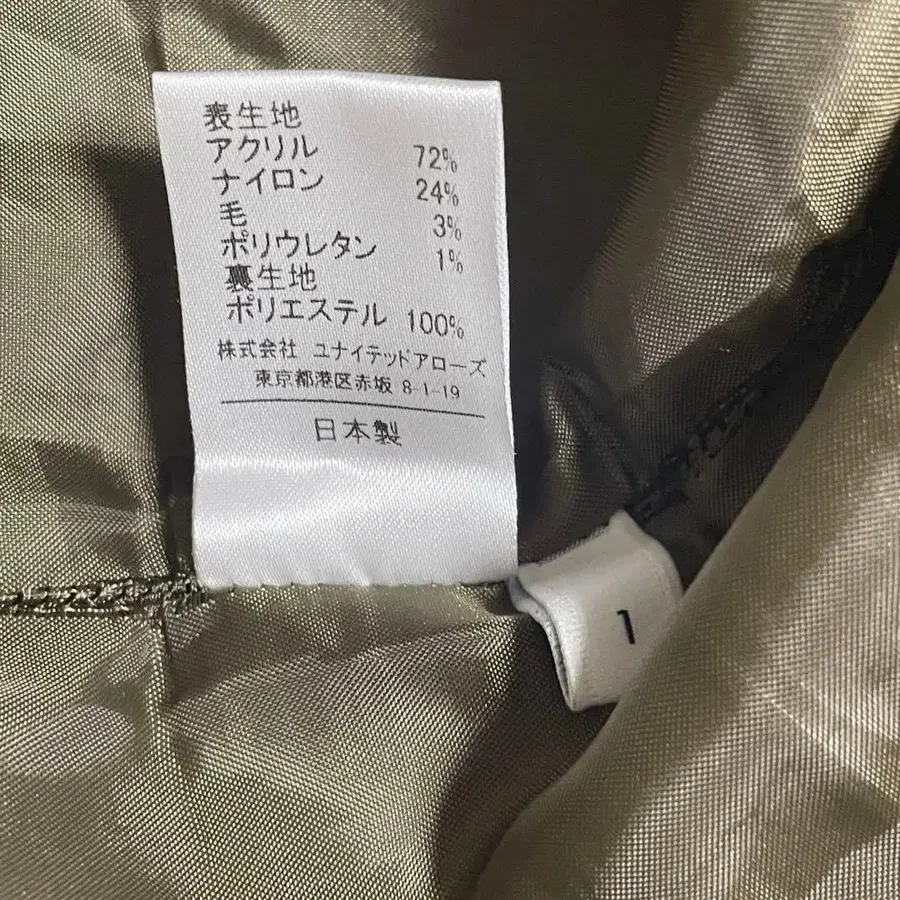 表生地
アクリル 72%
ナイロン 24%
毛 3%
ポリウレタン 1%
裏生地
ポリエステル 100%
株式会社 ユナイテッドアローズ
東京都港区赤坂 8-1-19
日本製
1